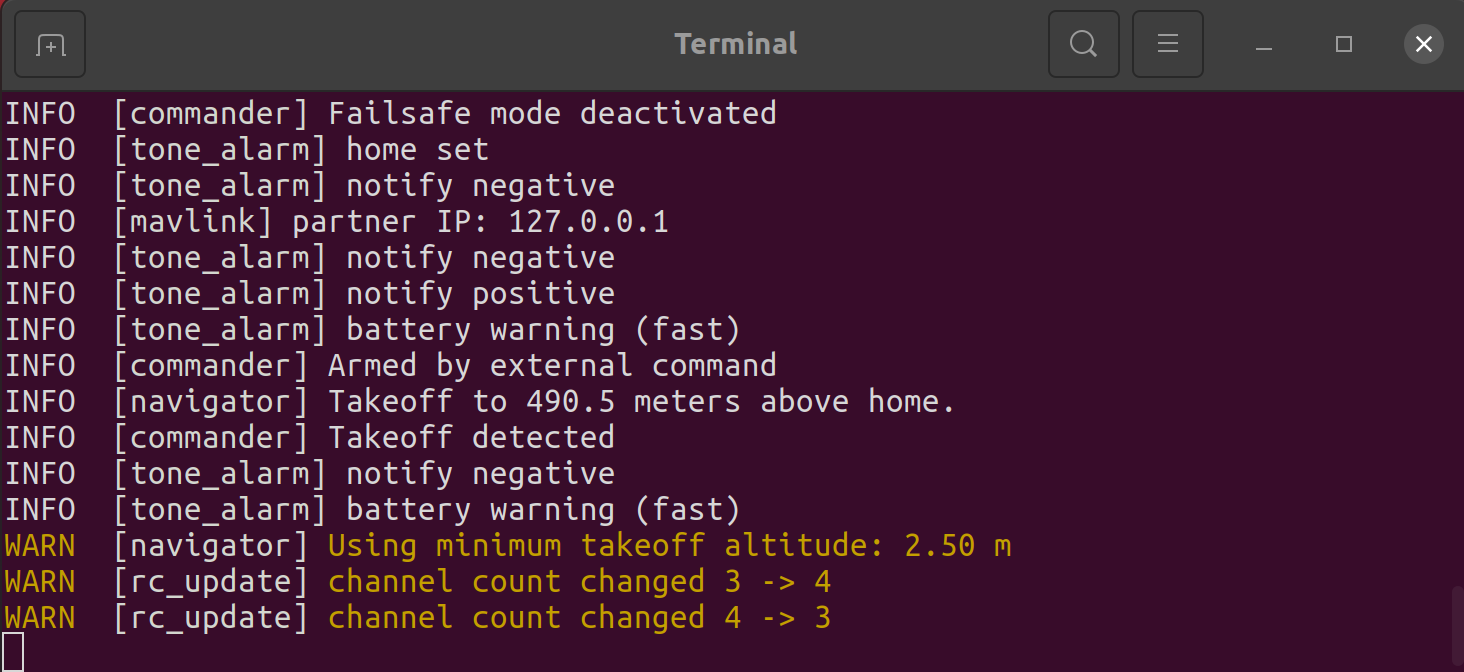 Terminal
INFO  [commander] Failsafe mode deactivated
INFO  [tone_alarm] home set
INFO  [tone_alarm] notify negative
INFO  [mavlink] partner IP: 127.0.0.1
INFO  [tone_alarm] notify negative
INFO  [tone_alarm] notify positive
INFO  [tone_alarm] battery warning (fast)
INFO  [commander] Armed by external command
INFO  [navigator] Takeoff to 490.5 meters above home.
INFO  [commander] Takeoff detected
INFO  [tone_alarm] notify negative
INFO  [tone_alarm] battery warning (fast)
WARN  [navigator] Using minimum takeoff altitude: 2.50 m
WARN  [rc_update] channel count changed 3 -> 4
WARN  [rc_update] channel count changed 4 -> 3